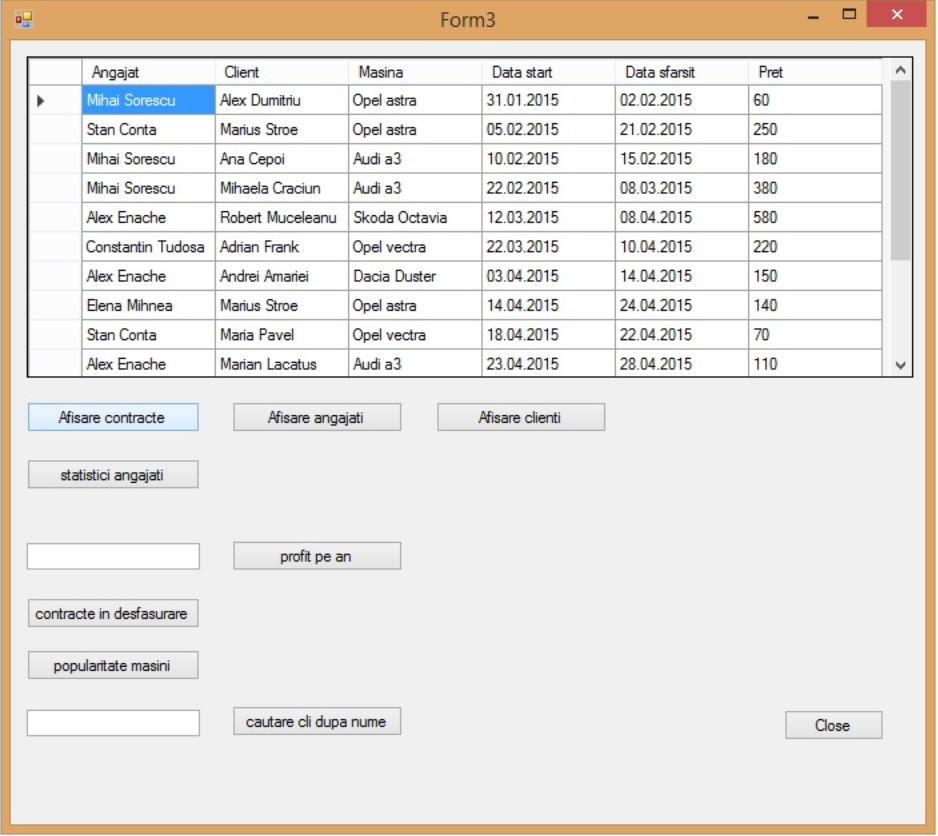 Form3
Angajat Client Masina Data start Data sfarsit Pret
Mihai Sorescu Alex Dumitriu Opel astra 31.01.2015 02.02.2015 60
Stan Conta Marius Stroe Opel astra 05.02.2015 21.02.2015 250
Mihai Sorescu Ana Cepoi Audi a3 10.02.2015 15.02.2015 180
Mihai Sorescu Mihaela Craciun Audi a3 22.02.2015 08.03.2015 380
Alex Enache Robert Muceleanu Skoda Octavia 12.03.2015 08.04.2015 580
Constantin Tudosa Adrian Frank Opel vectra 22.03.2015 10.04.2015 220
Alex Enache Andrei Amariei Dacia Duster 03.04.2015 14.04.2015 150
Elena Mihnea Marius Stroe Opel astra 14.04.2015 24.04.2015 140
Stan Conta Maria Pavel Opel vectra 18.04.2015 22.04.2015 70
Alex Enache Marian Lacatus Audi a3 23.04.2015 28.04.2015 110
Afisare contracte Afisare angajati Afisare clienti
statistici angajati
profit pe an
contracte in desfasurare
popularitate masini
cautare cli dupa nume Close